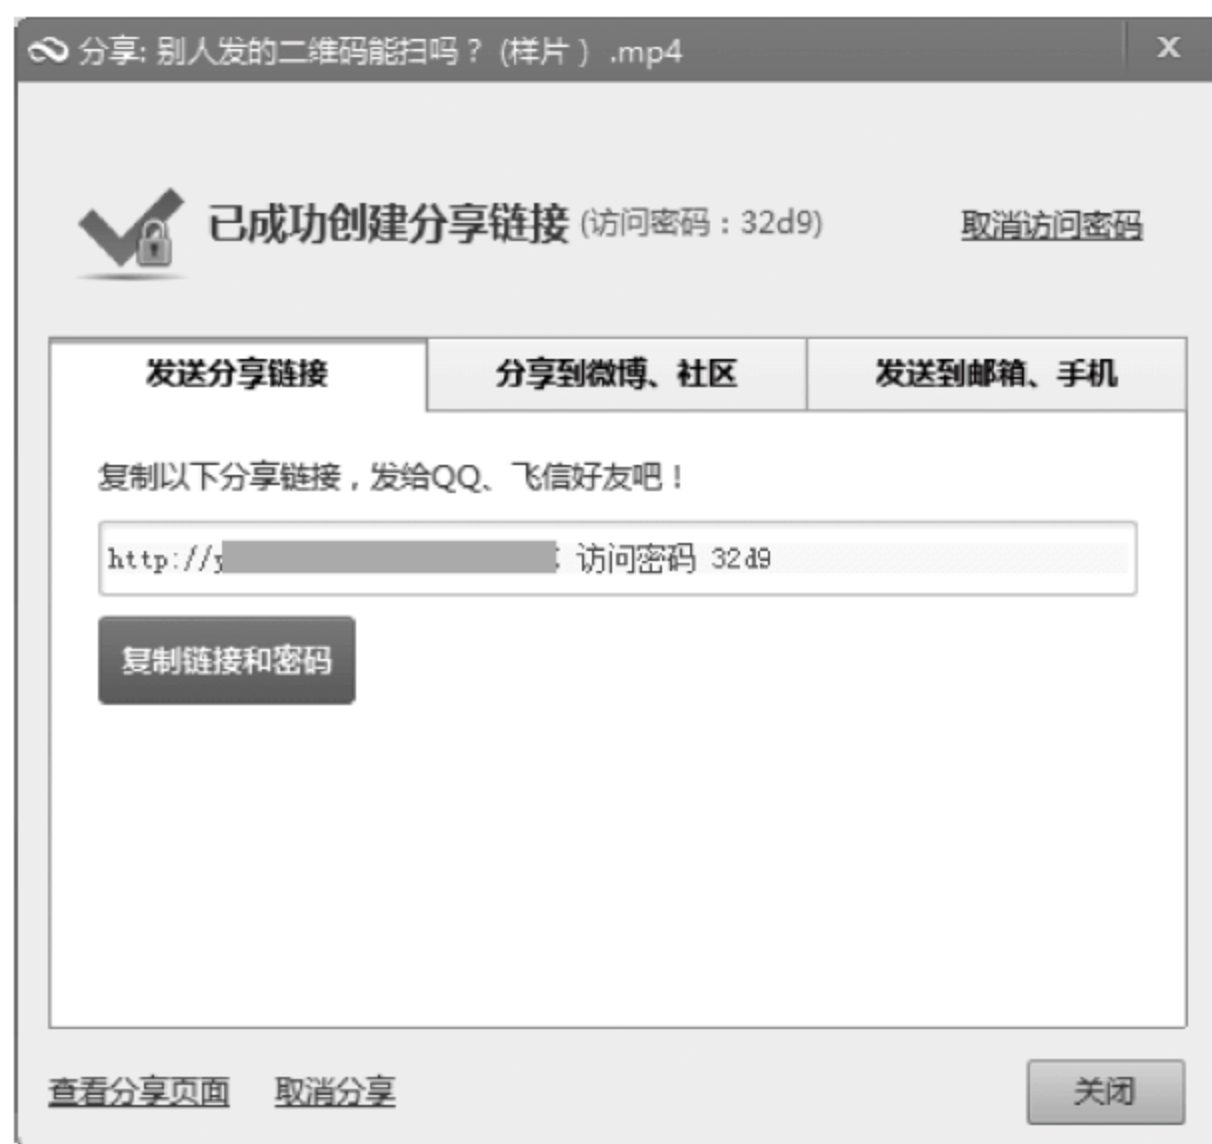 分享: 别人发的二维码能扫吗？ (样片） .mp4
X
已成功创建分享链接 (访问密码：32d9)
取消访问密码
发送分享链接
分享到微博、社区
发送到邮箱、手机
复制以下分享链接，发给QQ、飞信好友吧！
http://y 访问密码 32d9
复制链接和密码
查看分享页面
取消分享
关闭